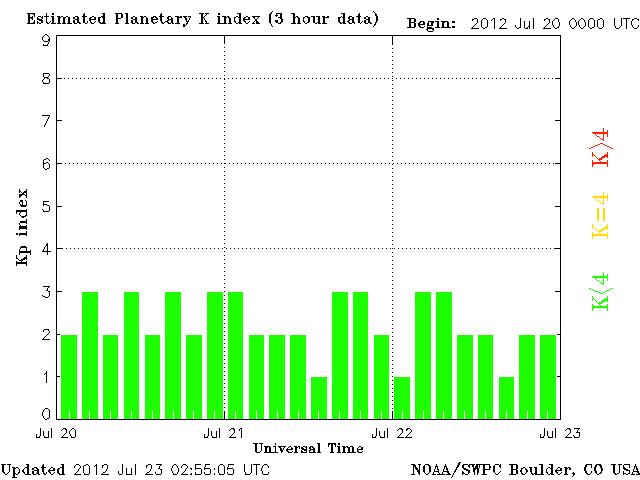 Estimated Planetary K index (3 hour data)
Begin: 2012 Jul 20 0000 UTC
9
8
7
6
5
4
3
2
1
0
Kp index
K>4
K=4
K<4
Jul 20
Jul 21
Jul 22
Jul 23
Universal Time
Updated 2012 Jul 23 02:55:05 UTC
NOAA/SWPC Boulder, CO USA